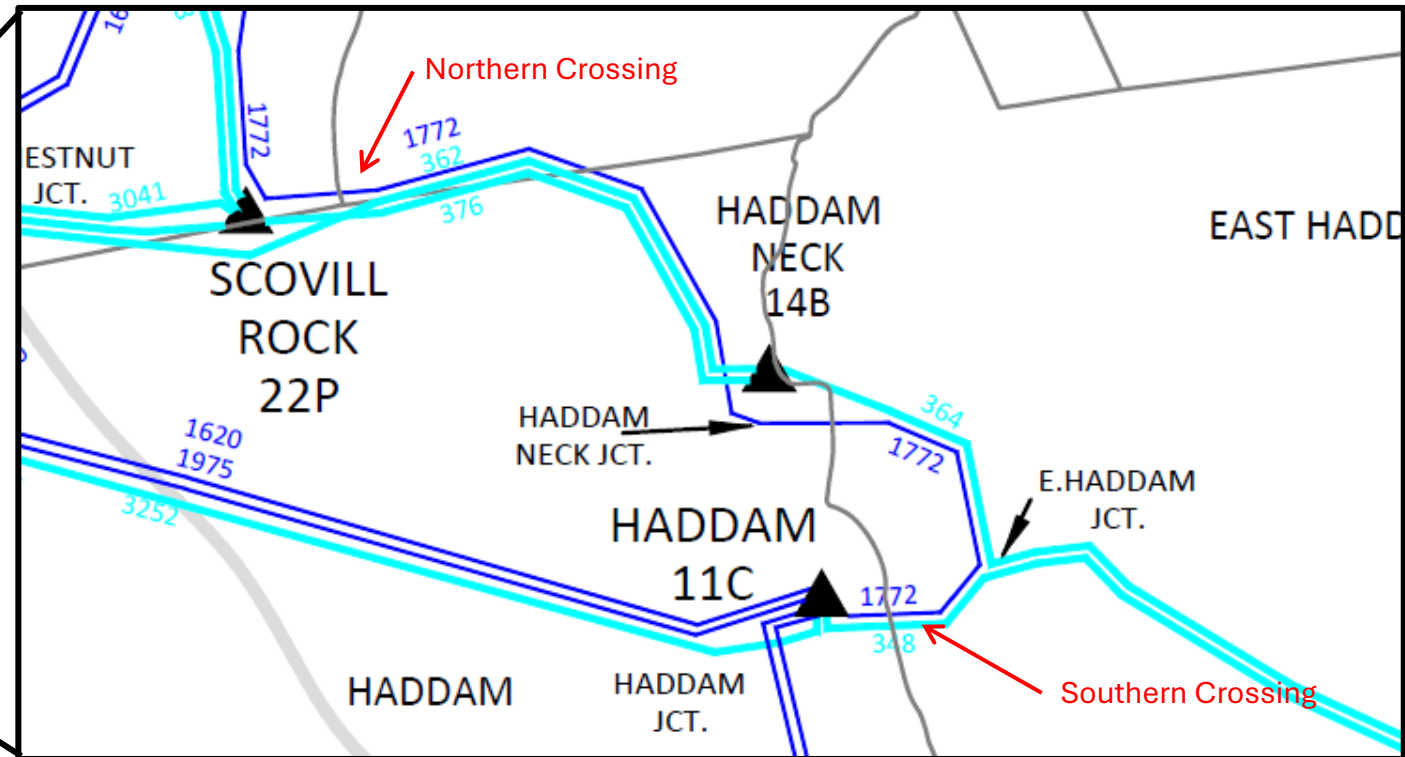 16
1772
Northern Crossing
1772
362
376
ESTNUT
JCT.
3041
HADDAM
NECK
14B
EAST HADD
SCOVILL
ROCK
22P
364
1772
HADDAM
NECK JCT.
1620
1975
3252
E.HADDAM
JCT.
HADDAM
11C
1772
348
HADDAM
HADDAM
JCT.
Southern Crossing